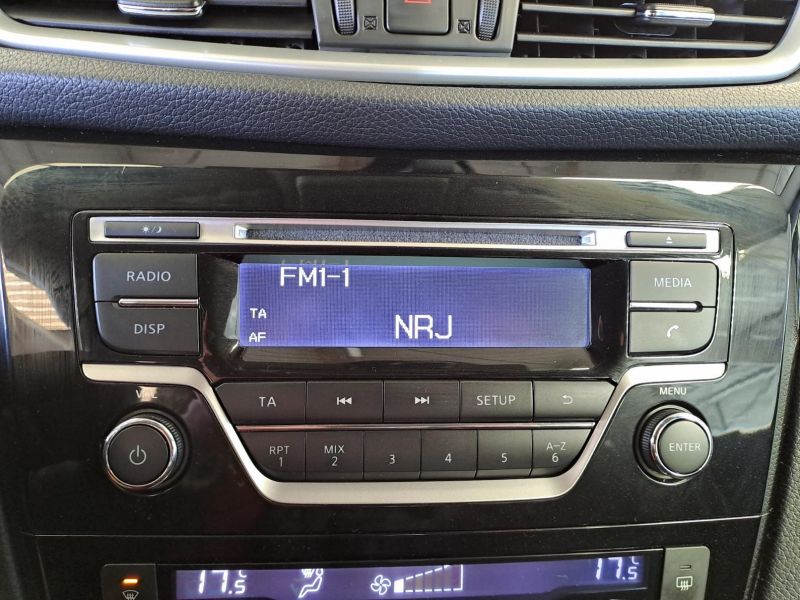 FM1-1
TA
AF
NRJ
RADIO
DISP
MEDIA
VOL
MENU
TA
SETUP
RPT
1
MIX
2
3
4
5
A-Z
6
ENTER
17.5°C
17.5°C